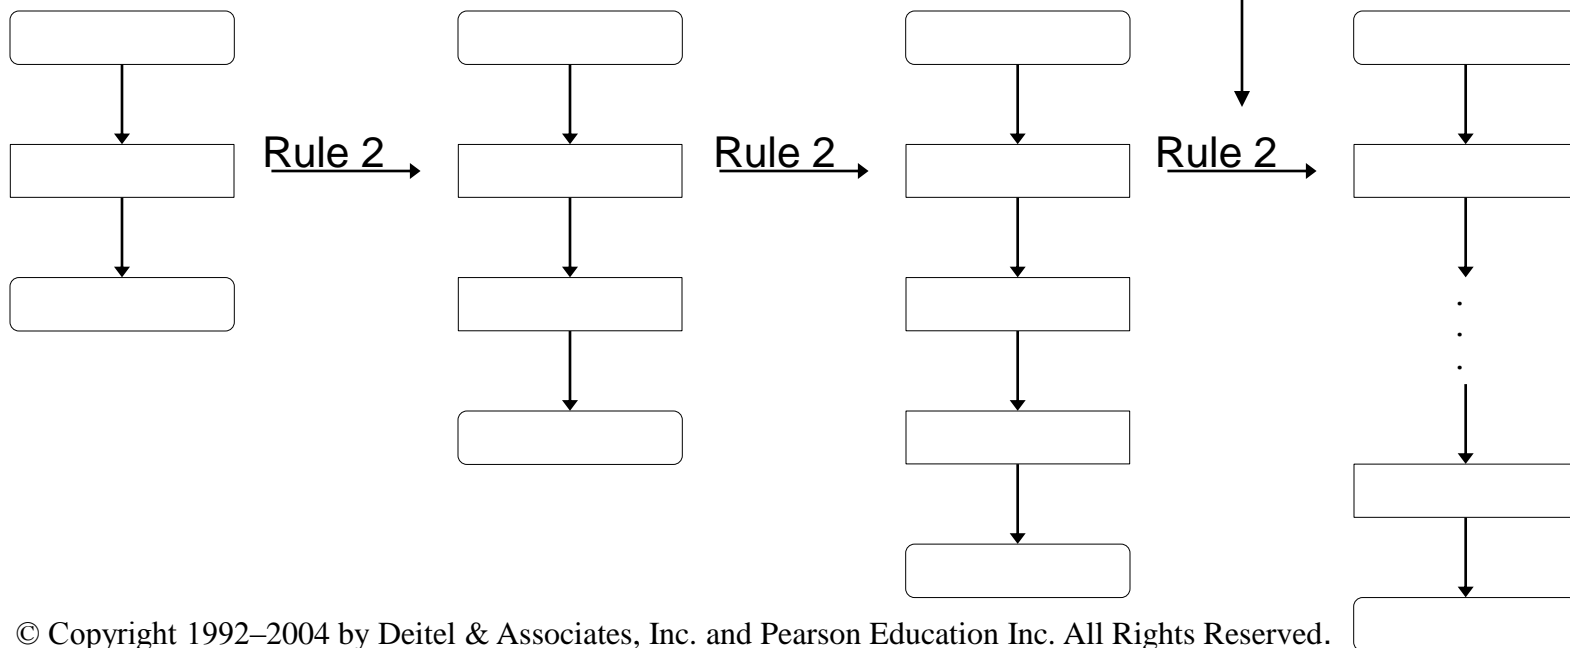 Rule 2
Rule 2
Rule 2
.
.
.
© Copyright 1992–2004 by Deitel & Associates, Inc. and Pearson Education Inc. All Rights Reserved.